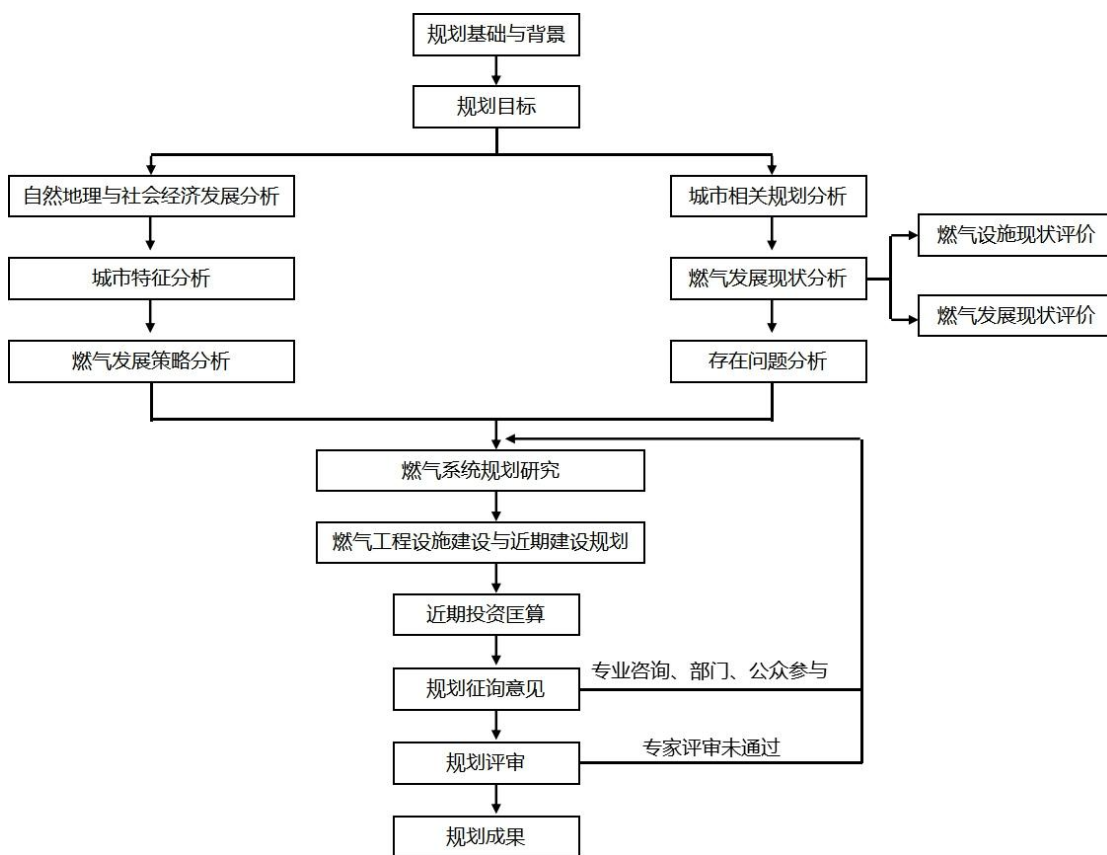 规划基础与背景
规划目标
自然地理与社会经济发展分析
城市相关规划分析
燃气设施现状评价
城市特征分析
燃气发展现状分析
燃气发展现状评价
燃气发展策略分析
存在问题分析
燃气系统规划研究
燃气工程设施建设与近期建设规划
近期投资匡算
专业咨询、部门、公众参与
规划征询意见
专家评审未通过
规划评审
规划成果